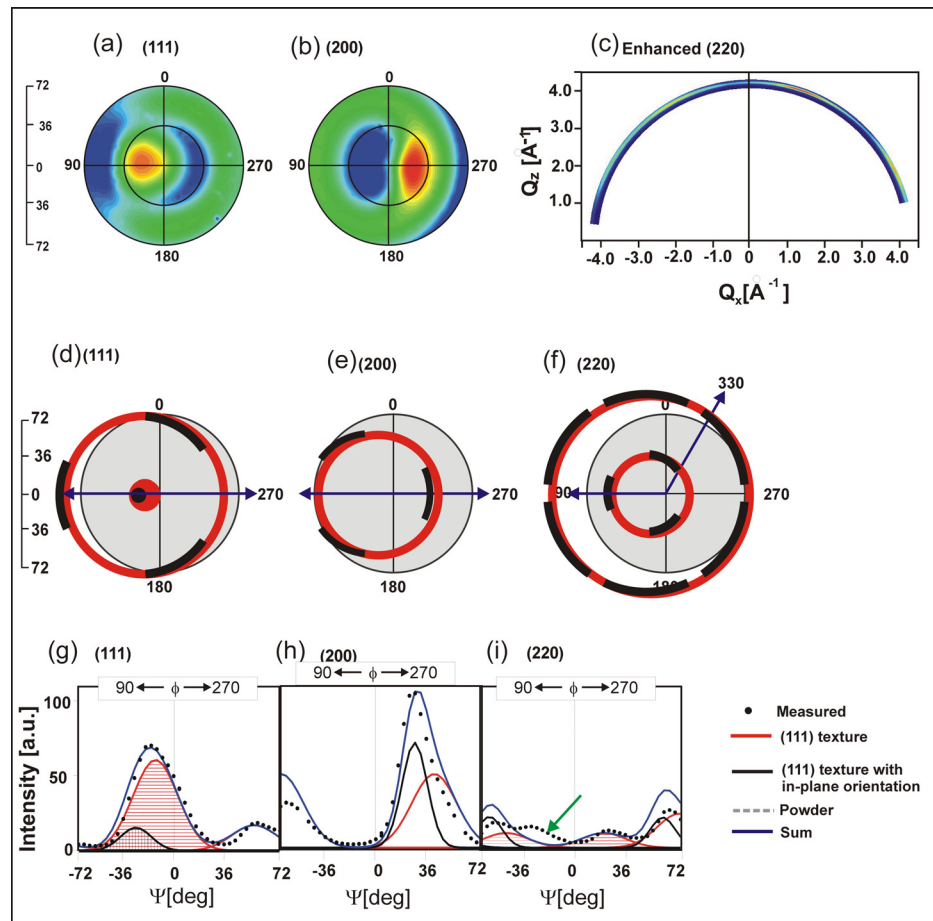 (a) (111)
(b) (200)
(c) Enhanced (220)
72
36
0
36
72
0
90
270
180
0
90
270
180
4.0
3.0
2.0
1.0
Qz [Å-1]
-4.0 -3.0 -2.0 -1.0 0 1.0 2.0 3.0 4.0
Qx[Å-1]
(d) (111)
(e) (200)
(f) (220)
72
36
0
36
72
0
270
180
0
270
180
330
0
90
270
180
(g) (111)
(h) (200)
(i) (220)
90 ← ϕ → 270
90 ← ϕ → 270
90 ← ϕ → 270
Intensity [a.u.]
100
50
0
-72 -36 0 36 72
Ψ[deg]
0 36 72
Ψ[deg]
-36 0 36 72
Ψ[deg]
Measured
(111) texture
(111) texture with
in-plane orientation
Powder
Sum